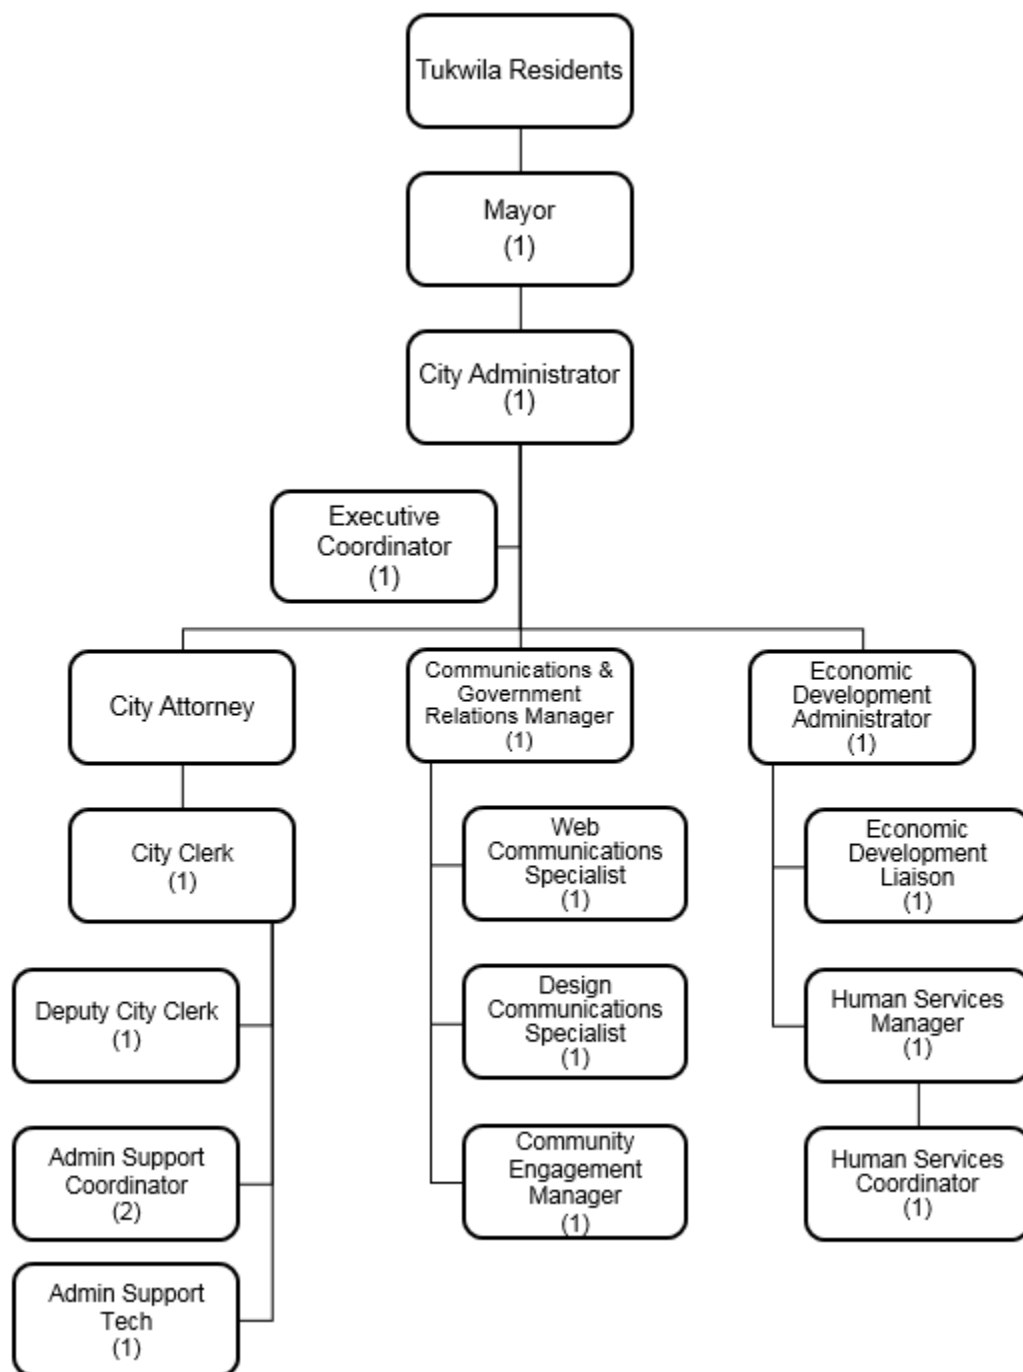 Tukwila Residents
Mayor
(1)
City Administrator
(1)
Executive
Coordinator
(1)
City Attorney
Communications &
Government
Relations Manager
(1)
Economic
Development
Administrator
(1)
City Clerk
(1)
Web
Communications
Specialist
(1)
Economic
Development
Liaison
(1)
Deputy City Clerk
(1)
Design
Communications
Specialist
(1)
Human Services
Manager
(1)
Admin Support
Coordinator
(2)
Community
Engagement
Manager
(1)
Human Services
Coordinator
(1)
Admin Support
Tech
(1)